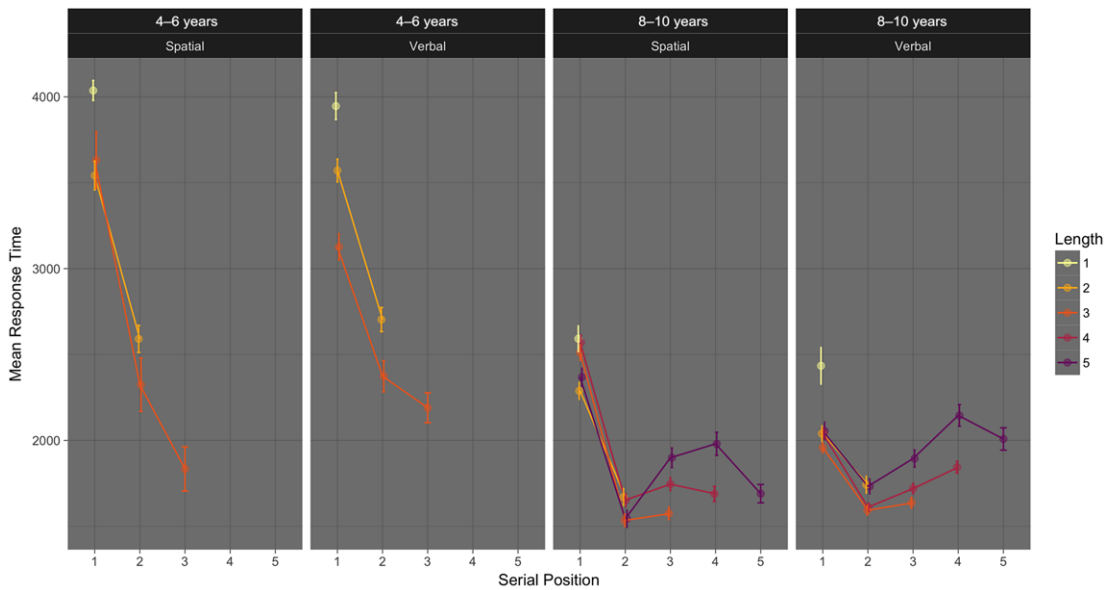 4–6 years
Spatial
4–6 years
Verbal
8–10 years
Spatial
8–10 years
Verbal
Mean Response Time
4000
3000
2000
1 2 3 4 5
1 2 3 4 5
1 2 3 4 5
1 2 3 4 5
Serial Position
Length
1
2
3
4
5